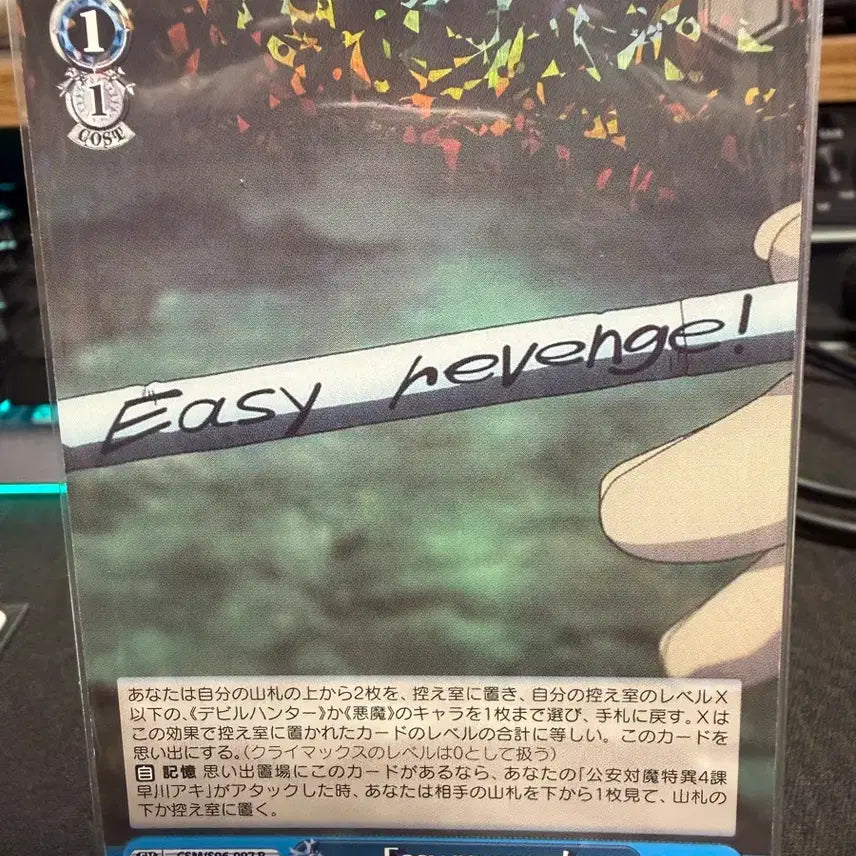 1
1
COST
Easy revenge!
あなたは自分の山札の上から2枚を、控え室に置き、自分の控え室のレベルX
以下の、《デビルハンター》か《悪魔》のキャラを1枚まで選び、手札に戻す。Xは
この効果で控え室に置かれたカードのレベルの合計に等しい。このカードを
思い出にする。(クライマックスのレベルは0として扱う)
自 記憶 思い出置場にこのカードがあるなら、あなたの「公安対魔特異4課
早川アキ」がアタックした時、あなたは相手の山札を下から1枚見て、山札の
下か控え室に置く。